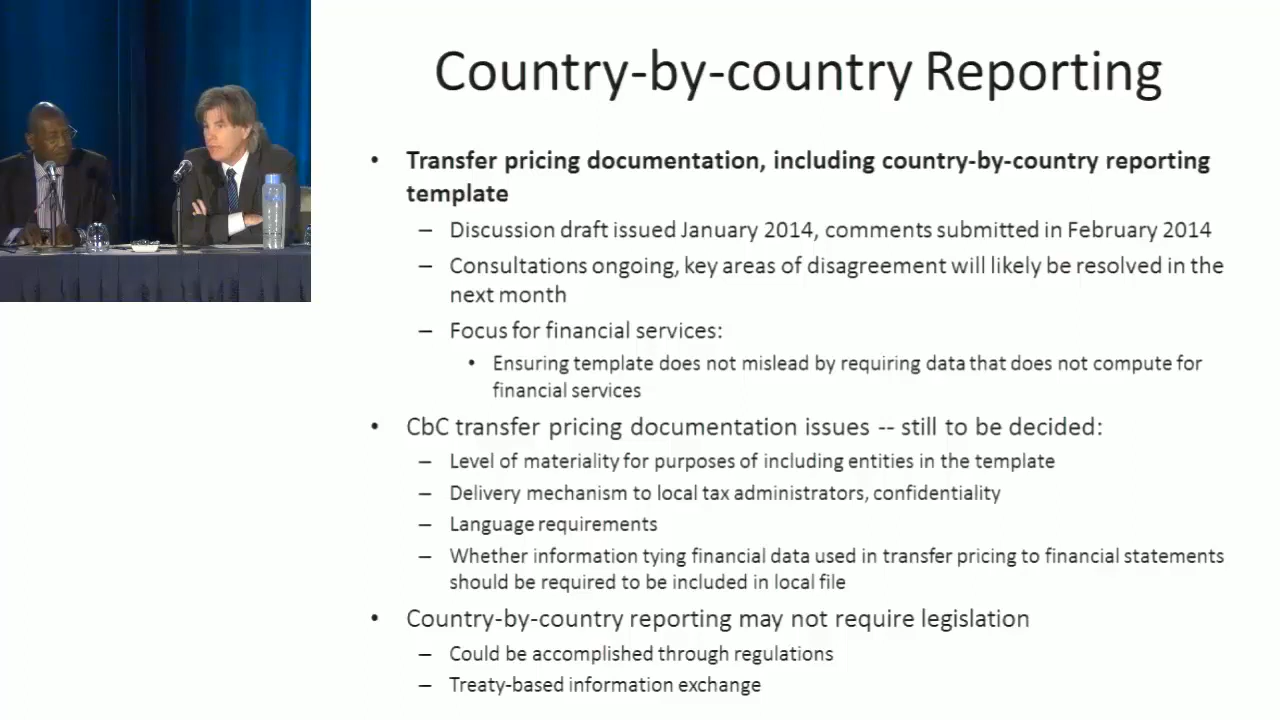 Country-by-country Reporting
• Transfer pricing documentation, including country-by-country reporting
template
– Discussion draft issued January 2014, comments submitted in February 2014
– Consultations ongoing, key areas of disagreement will likely be resolved in the
next month
– Focus for financial services:
• Ensuring template does not mislead by requiring data that does not compute for
financial services
• CbC transfer pricing documentation issues -- still to be decided:
– Level of materiality for purposes of including entities in the template
– Delivery mechanism to local tax administrators, confidentiality
– Language requirements
– Whether information tying financial data used in transfer pricing to financial statements
should be required to be included in local file
• Country-by-country reporting may not require legislation
– Could be accomplished through regulations
– Treaty-based information exchange